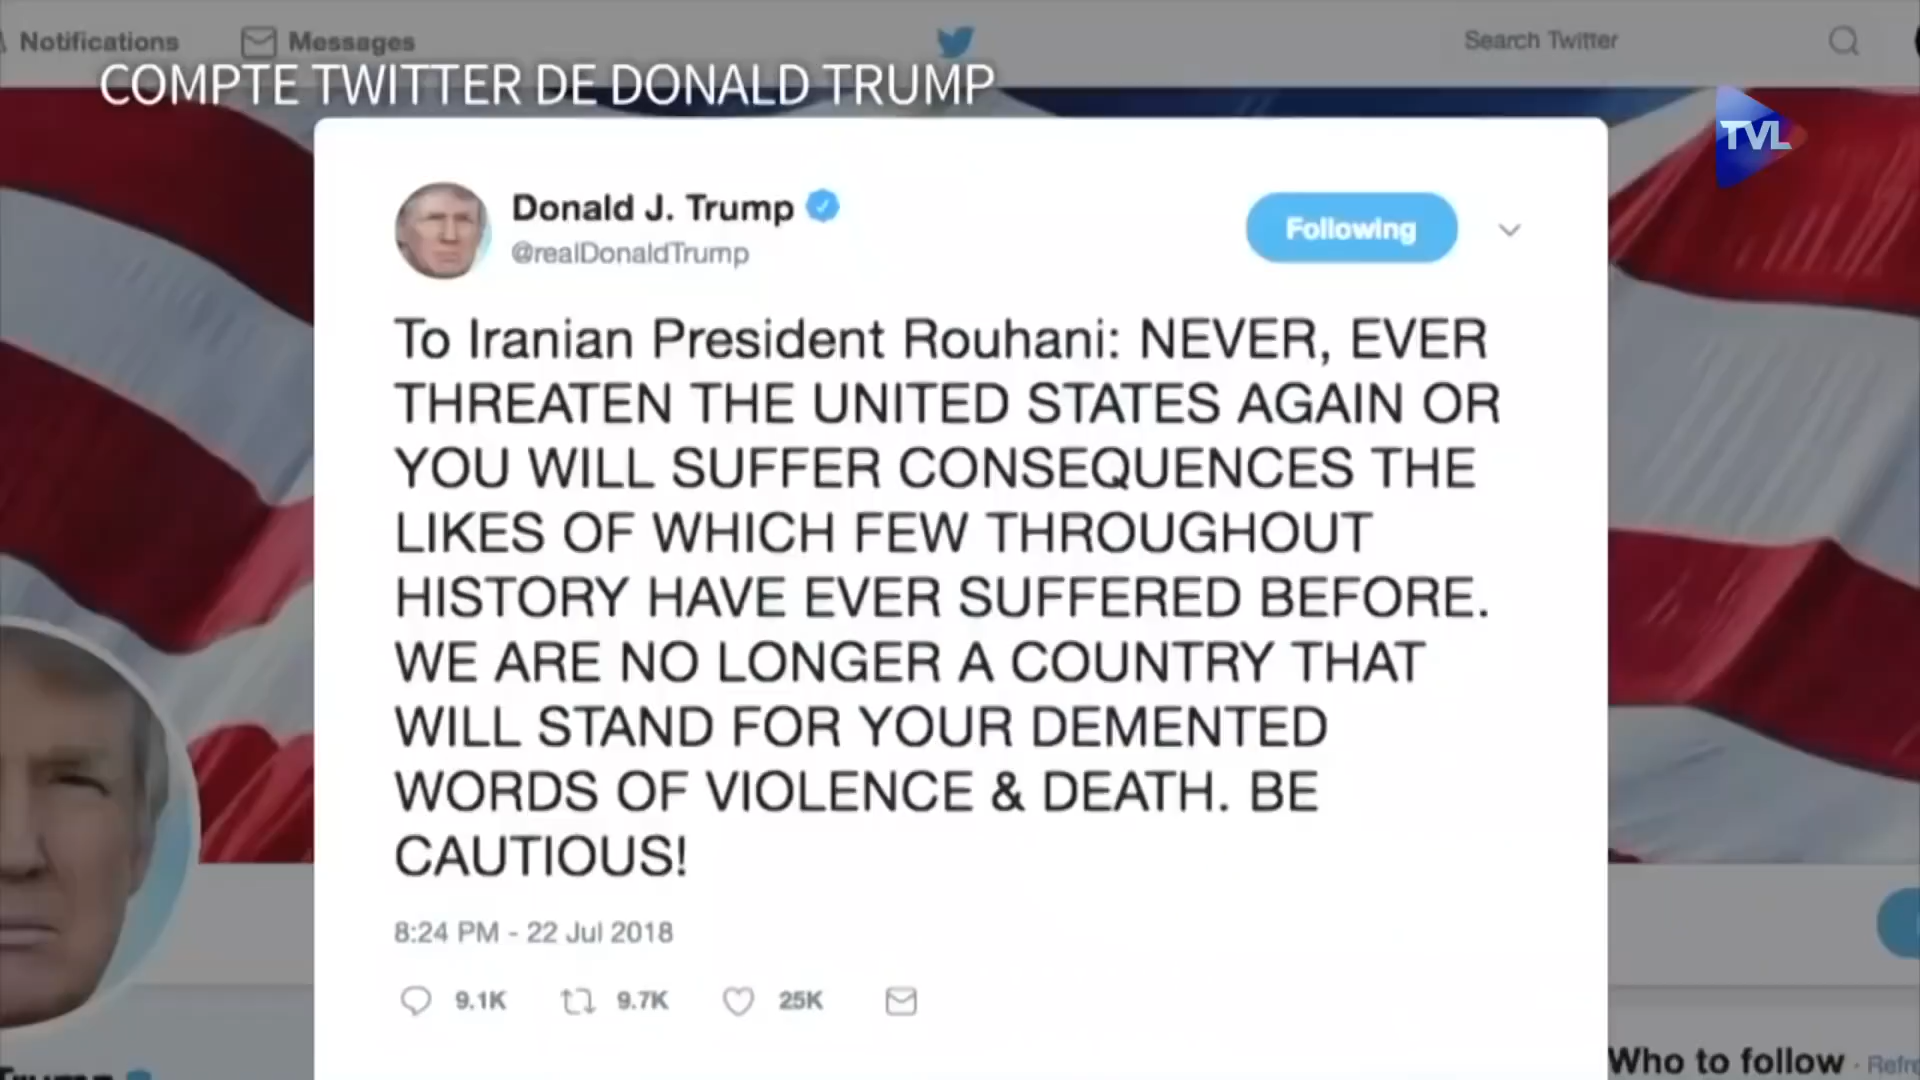 Notifications
Messages
Search Twitter
COMPTE TWITTER DE DONALD TRUMP
TVL
Donald J. Trump
@realDonaldTrump
Following
To Iranian President Rouhani: NEVER, EVER
THREATEN THE UNITED STATES AGAIN OR
YOU WILL SUFFER CONSEQUENCES THE
LIKES OF WHICH FEW THROUGHOUT
HISTORY HAVE EVER SUFFERED BEFORE.
WE ARE NO LONGER A COUNTRY THAT
WILL STAND FOR YOUR DEMENTED
WORDS OF VIOLENCE & DEATH. BE
CAUTIOUS!
8:24 PM - 22 Jul 2018
9.1K 9.7K 25K
Who to follow ·